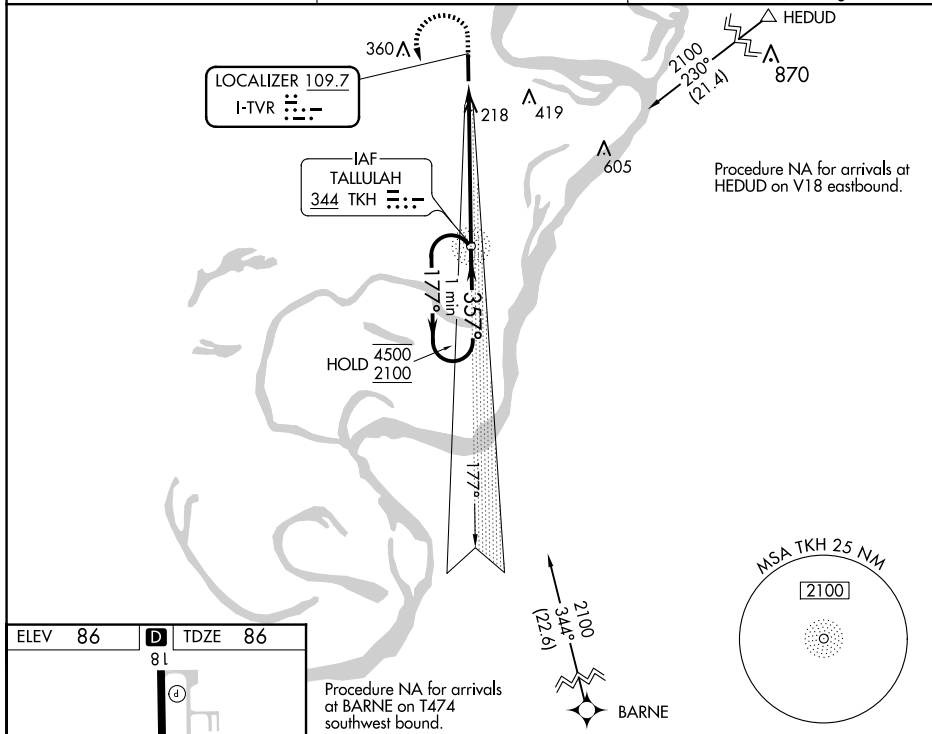 HEDUD
360
870
2100
230°
(21.4)
LOCALIZER 109.7
I-TVR
218
419
605
IAF
TALLULAH
344 TKH
Procedure NA for arrivals at
HEDUD on V18 eastbound.
177°
1 min
357°
HOLD
4500
2100
177°
MSA TKH 25 NM
2100
2100
344°
(22.6)
BARNE
Procedure NA for arrivals
at BARNE on T474
southwest bound.
ELEV 86 D TDZE 86
18
P